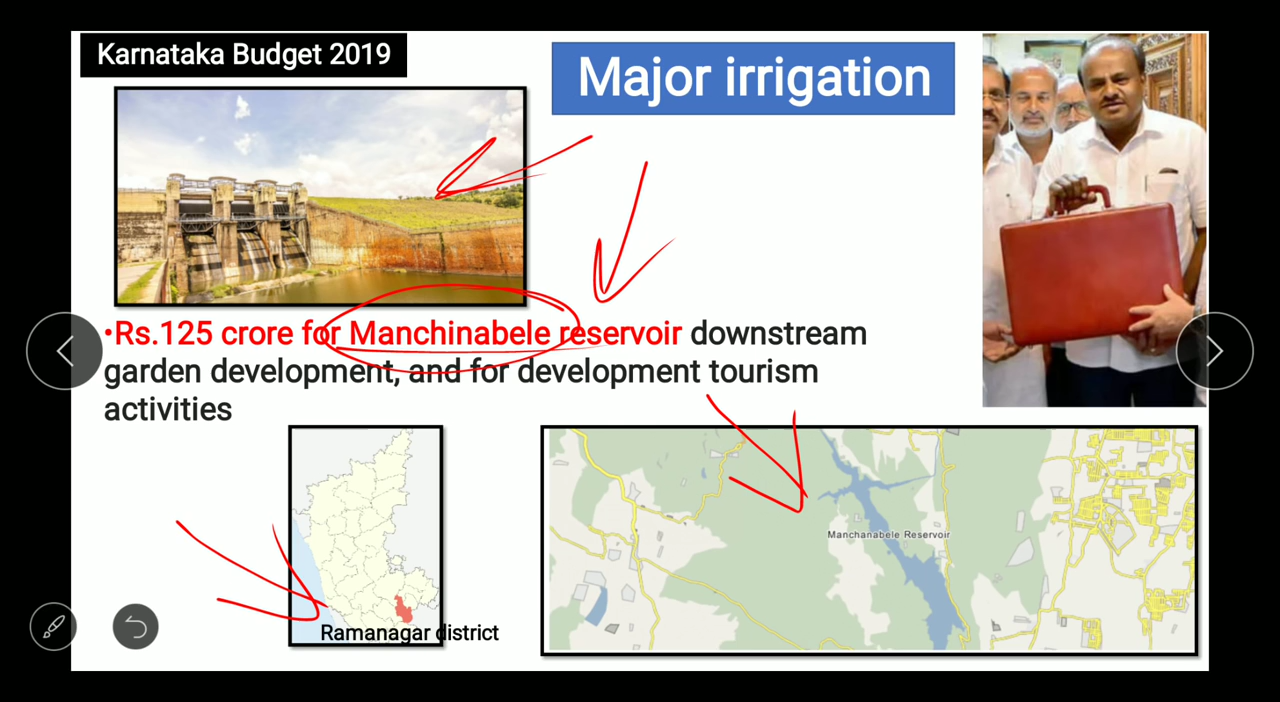 Karnataka Budget 2019
Major irrigation
•Rs.125 crore for Manchinabele reservoir downstream
garden development, and for development tourism
activities
Manchanabele Reservoir
Ramanagar district